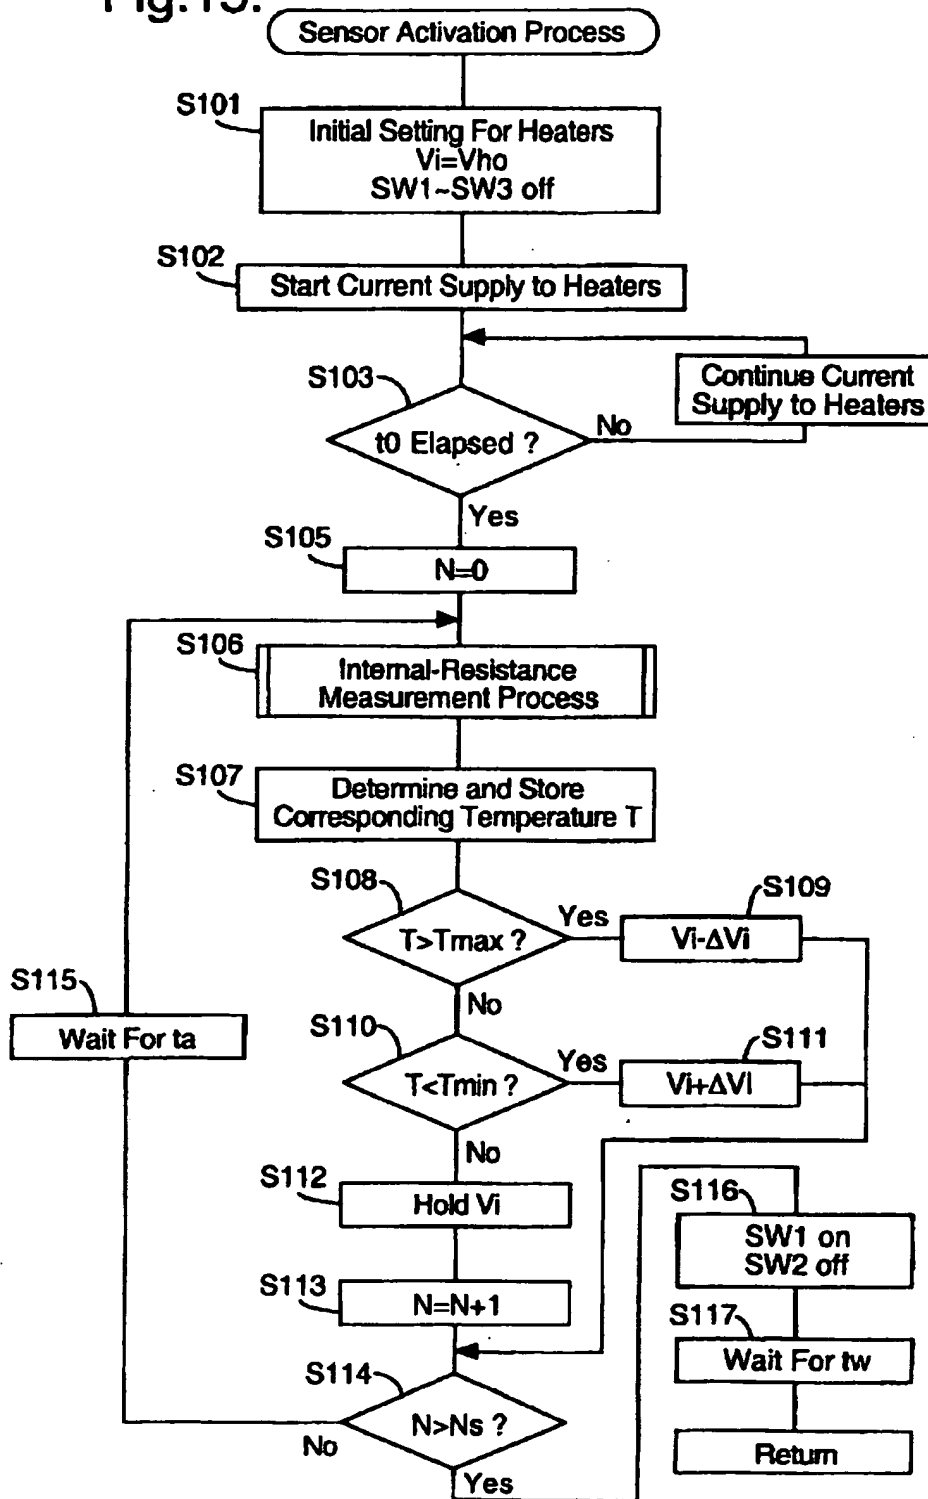 Fig.15.
Sensor Activation Process
S101
Initial Setting For Heaters
Vi=Vho
SW1~SW3 off
S102
Start Current Supply to Heaters
S103
t0 Elapsed ?
No
Continue Current
Supply to Heaters
Yes
S105
N=0
S106
Internal-Resistance
Measurement Process
S107
Determine and Store
Corresponding Temperature T
S108
T>Tmax ?
Yes
S109
Vi-ΔVi
No
S110
T<Tmin ?
Yes
S111
Vi+ΔVi
No
S112
Hold Vi
S113
N=N+1
S114
N>Ns ?
No
Yes
S115
Wait For ta
S116
SW1 on
SW2 off
S117
Wait For tw
Return